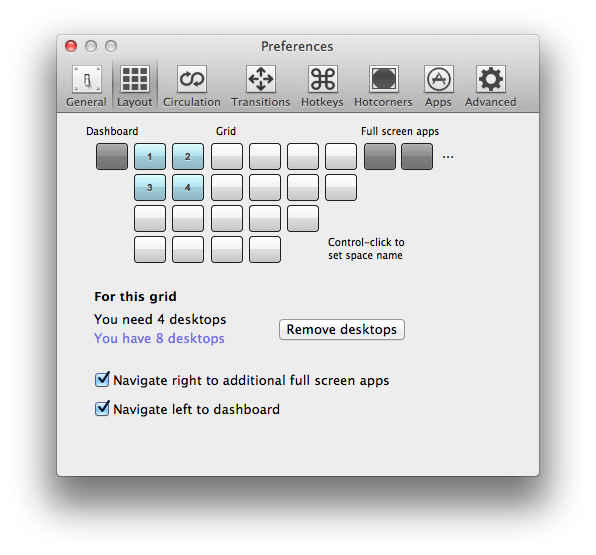 Preferences
General Layout Circulation Transitions Hotkeys Hotcorners Apps Advanced
Dashboard Grid Full screen apps
1 2 ...
3 4
Control-click to
set space name
For this grid
You need 4 desktops
You have 8 desktops
Remove desktops
Navigate right to additional full screen apps
Navigate left to dashboard